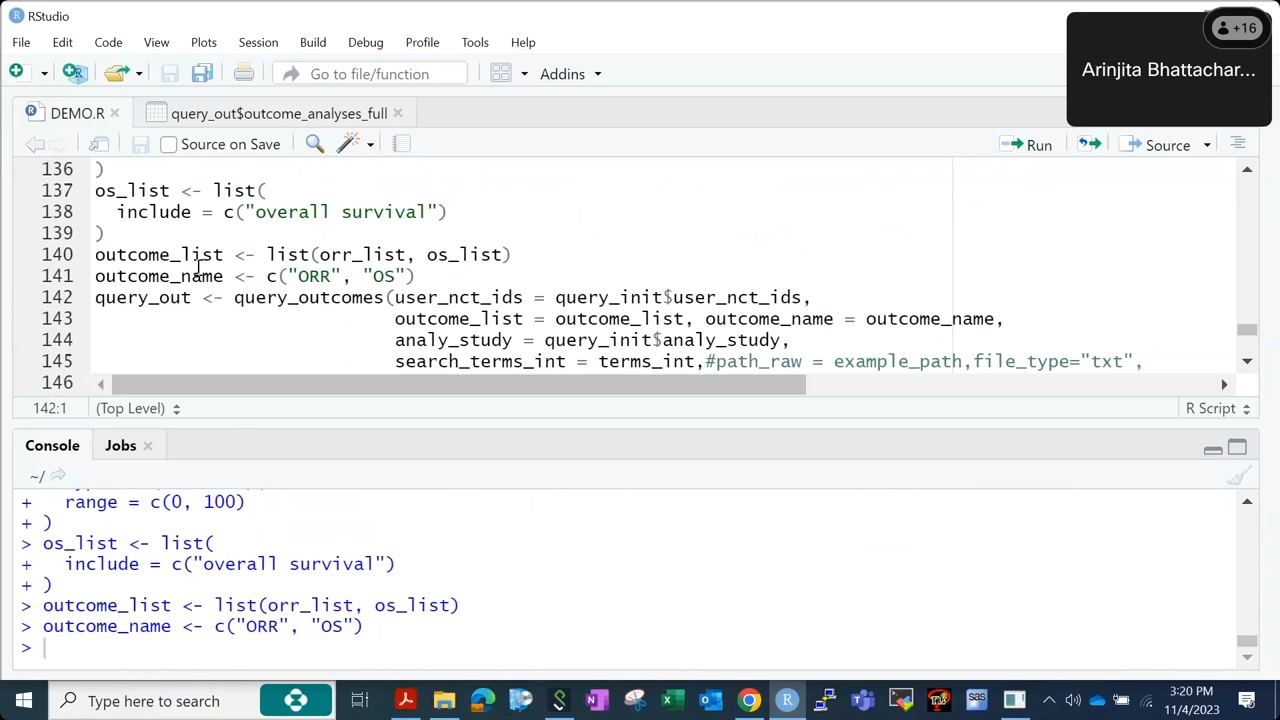 RStudio
File Edit Code View Plots Session Build Debug Profile Tools Help
+16
Arinjita Bhattachar...
Go to file/function
Addins
DEMO.R
query_out$outcome_analyses_full
Source on Save
Run
Source
136 )
137 os_list <- list(
138 include = c("overall survival")
139 )
140 outcome_list <- list(orr_list, os_list)
141 outcome_name <- c("ORR", "OS")
142 query_out <- query_outcomes(user_nct_ids = query_init$user_nct_ids,
143 outcome_list = outcome_list, outcome_name = outcome_name,
144 analy_study = query_init$analy_study,
145 search_terms_int = terms_int,#path_raw = example_path,file_type="txt",
146
142:1 (Top Level) R Script
Console Jobs
~/
+ range = c(0, 100)
+ )
> os_list <- list(
+ include = c("overall survival")
+ )
> outcome_list <- list(orr_list, os_list)
> outcome_name <- c("ORR", "OS")
>
Type here to search
3:20 PM
11/4/2023